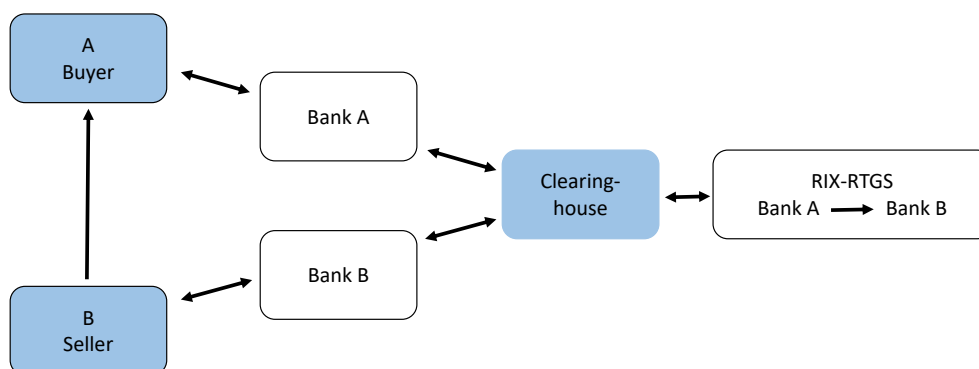 A
Buyer
Bank A
Clearing-
house
RIX-RTGS
Bank A Bank B
Bank B
B
Seller